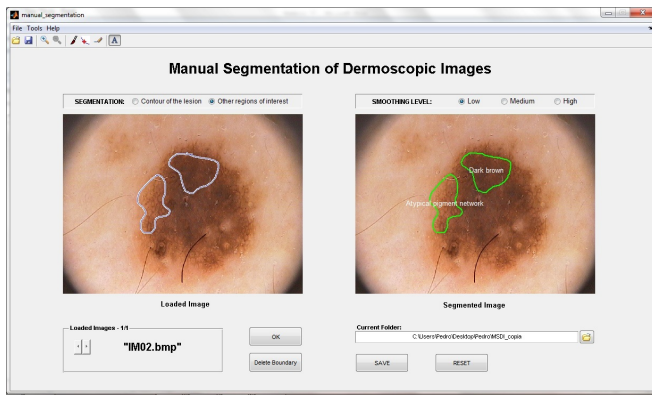 manual_segmentation
File Tools Help
A
Manual Segmentation of Dermoscopic Images
SEGMENTATION: Contour of the lesion Other regions of interest
SMOOTHING LEVEL: Low Medium High
Dark brown
Atypical pigment network
Loaded Image
Segmented Image
Loaded Images - 1/1
"IM02.bmp"
OK
Delete Boundary
Current Folder:
C:\Users\Pedro\Desktop\Pedro\MSDI_copia
SAVE RESET